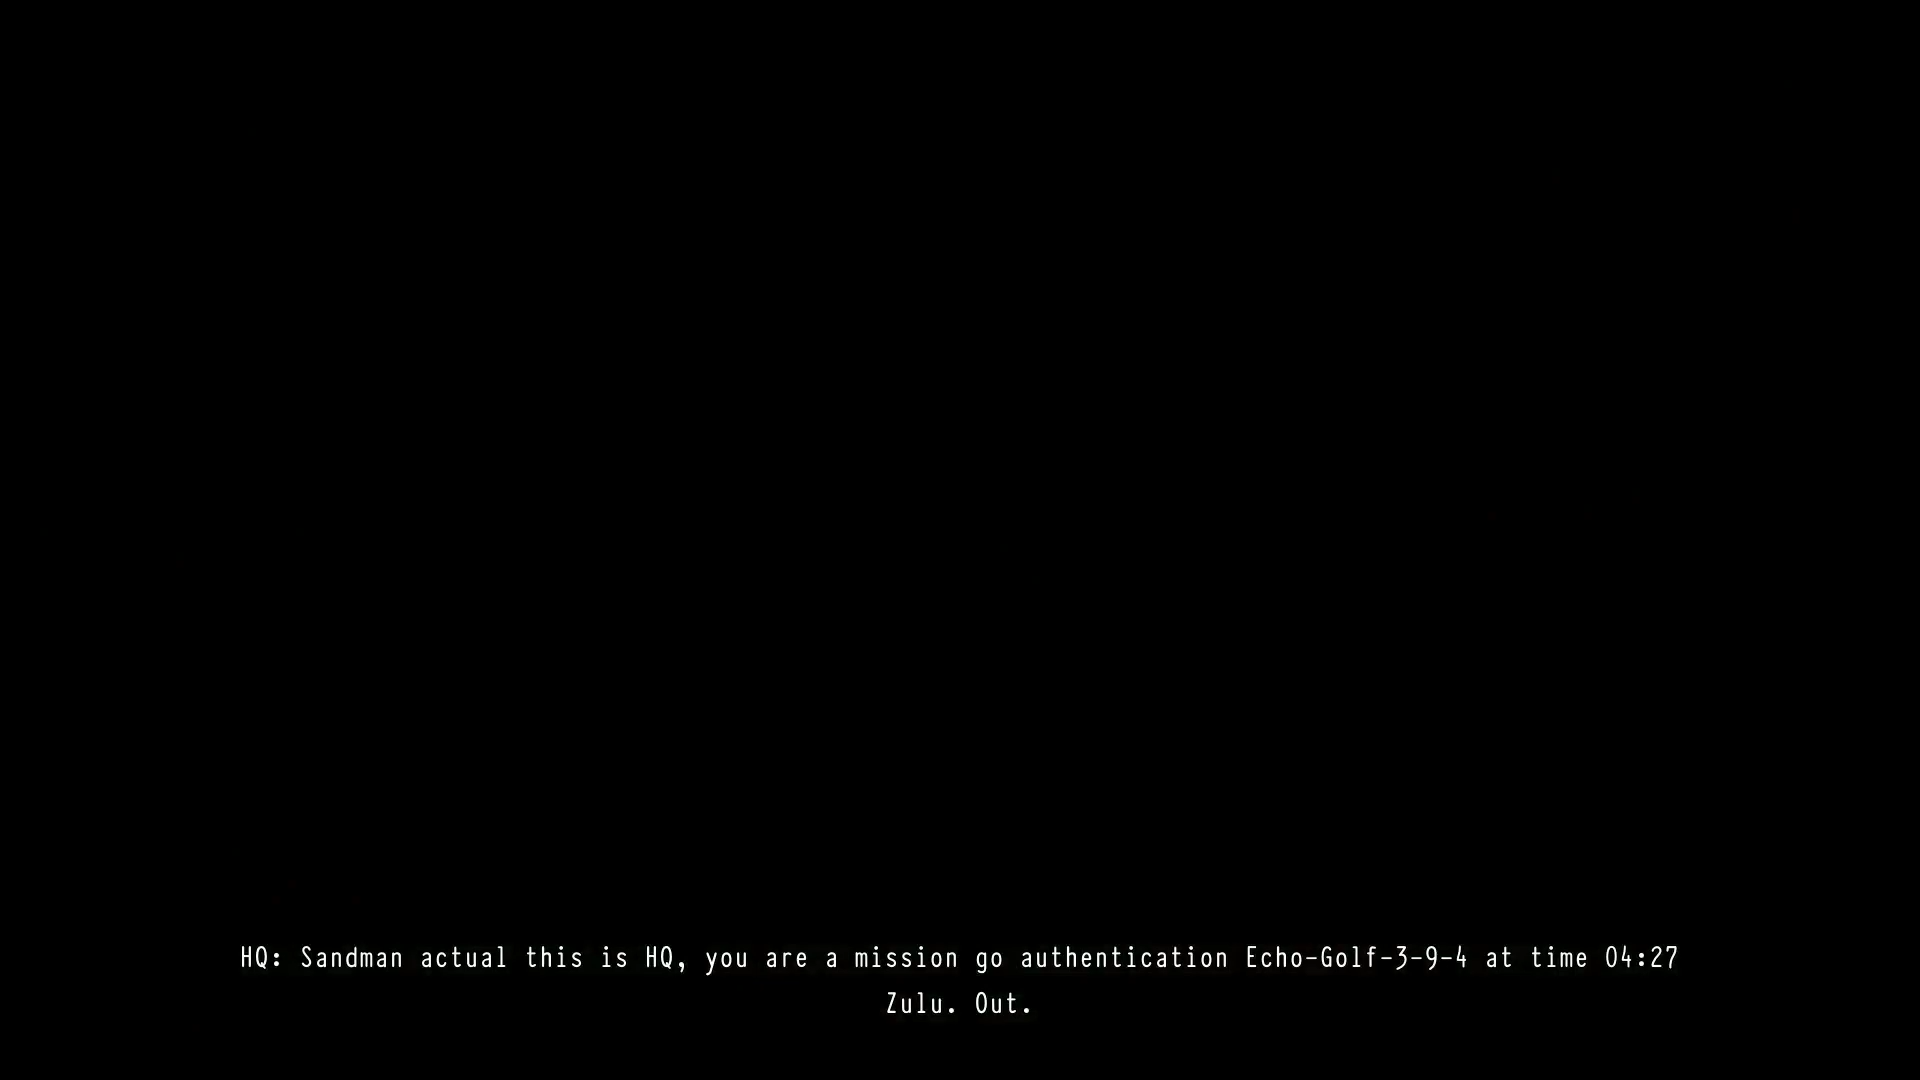 HQ: Sandman actual this is HQ, you are a mission go authentication Echo-Golf-3-9-4 at time 04:27
Zulu. Out.